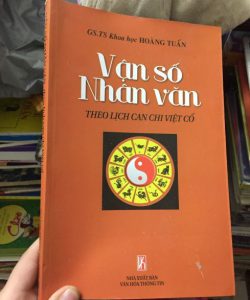 GS.TS Khoa học HOÀNG TUẤN
Vận số
Nhân văn
THEO LỊCH CAN CHI VIỆT CỔ
NHÀ XUẤT BẢN
VĂN HÓA THÔNG TIN